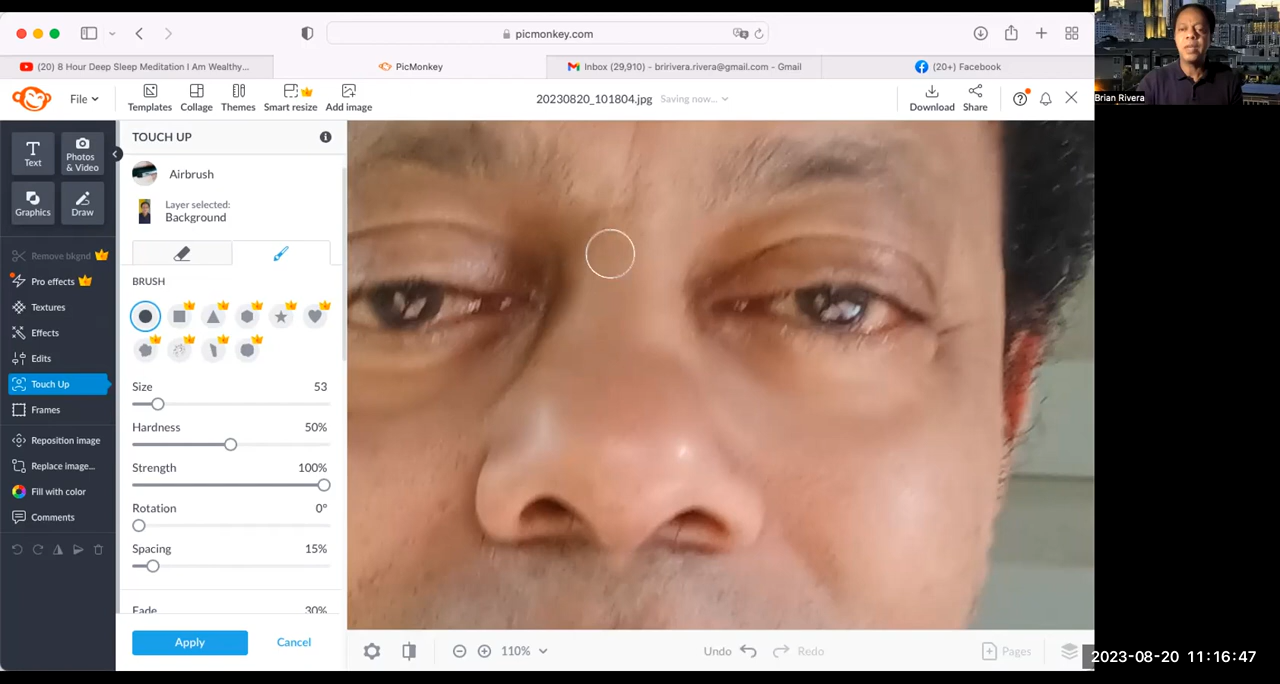 picmonkey.com
(20) 8 Hour Deep Sleep Meditation I Am Wealthy...
PicMonkey
Inbox (29,910) - bririvera.rivera@gmail.com - Gmail
(20+) Facebook
Brian Rivera
File
Templates
Collage
Themes
Smart resize
Add image
20230820_101804.jpg
Saving now...
Download
Share
Text
Photos & Video
Graphics
Draw
Remove bkgnd
Pro effects
Textures
Effects
Edits
Touch Up
Frames
Reposition image
Replace image...
Fill with color
Comments
TOUCH UP
Airbrush
Layer selected:
Background
BRUSH
Size 53
Hardness 50%
Strength 100%
Rotation 0°
Spacing 15%
Fade 30%
Apply
Cancel
110%
Undo
Redo
Pages
2023-08-20 11:16:47